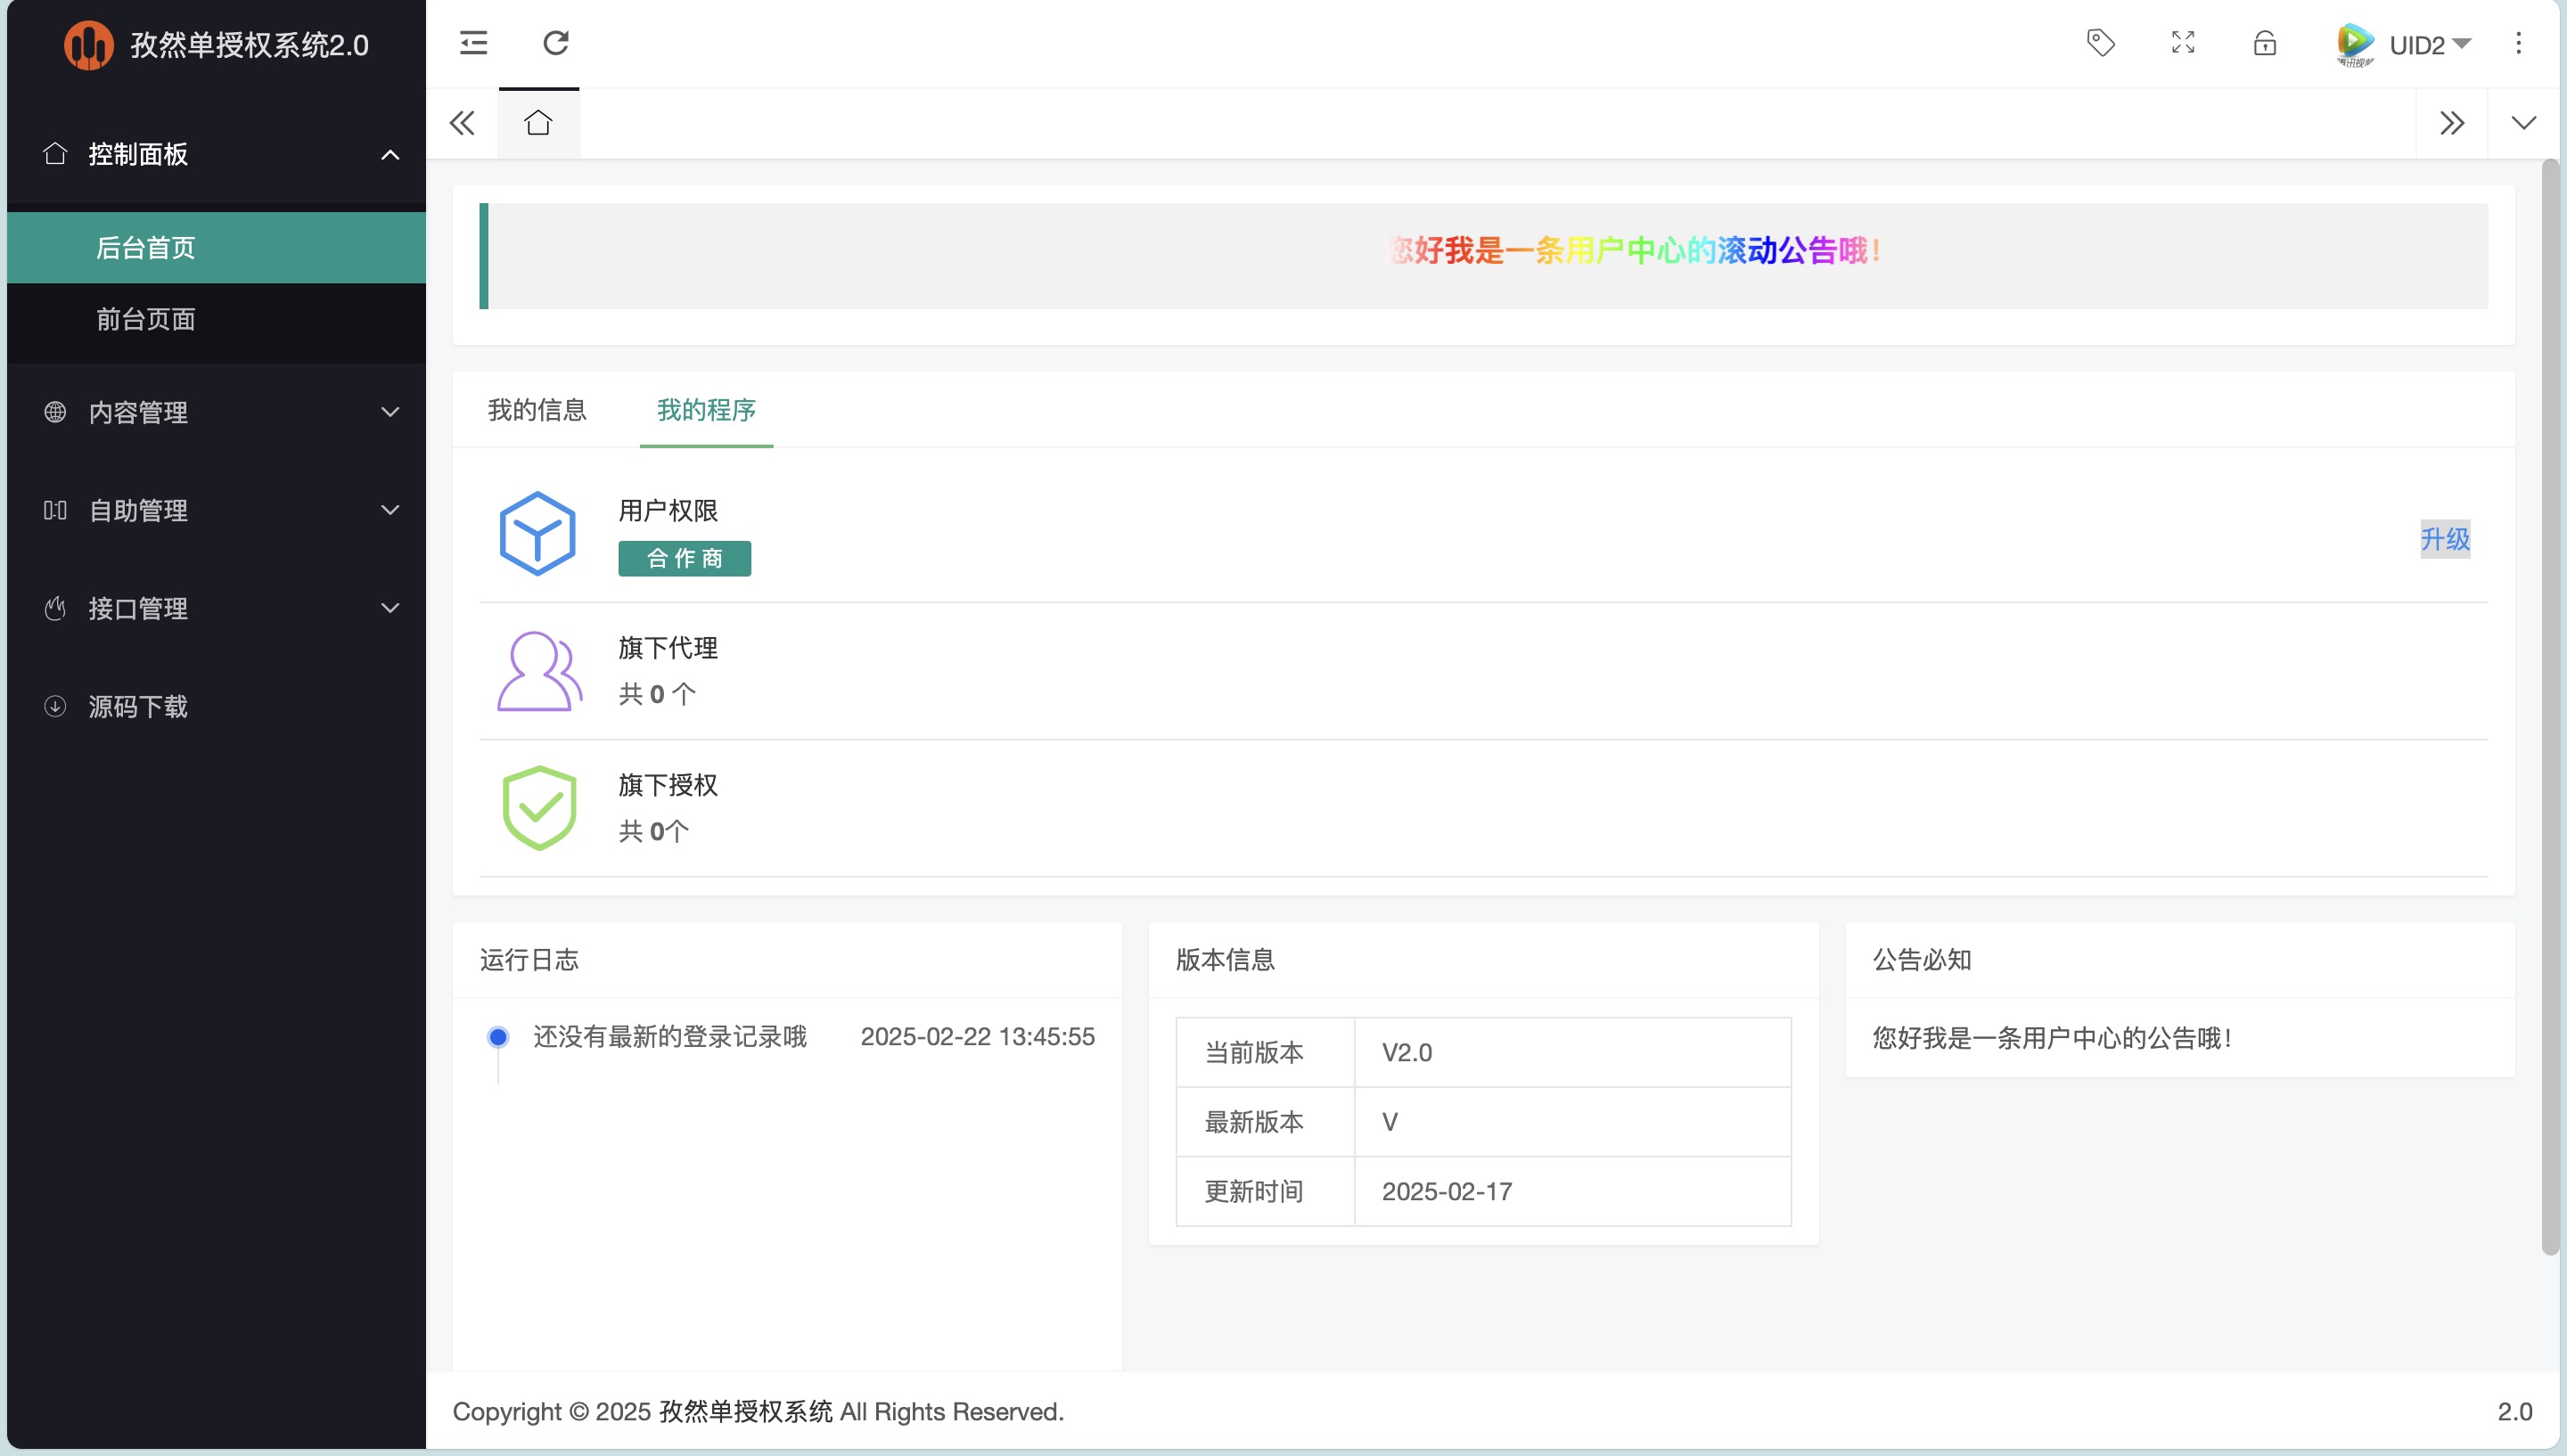 孜然单授权系统2.0
控制面板
后台首页
前台页面
内容管理
自助管理
接口管理
源码下载
UID2
您好我是一条用户中心的滚动公告哦！
我的信息
我的程序
用户权限
合作商
升级
旗下代理
共 0 个
旗下授权
共 0个
运行日志
还没有最新的登录记录哦 2025-02-22 13:45:55
版本信息
当前版本 V2.0
最新版本 V
更新时间 2025-02-17
公告必知
您好我是一条用户中心的公告哦！
Copyright © 2025 孜然单授权系统 All Rights Reserved.
2.0